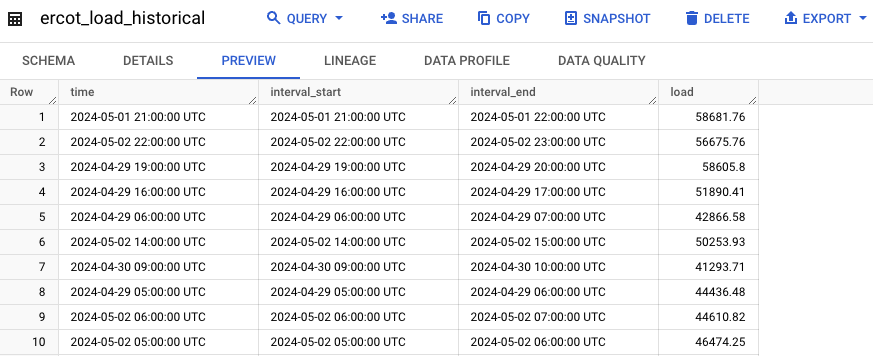 ercot_load_historical QUERY SHARE COPY SNAPSHOT DELETE EXPORT
SCHEMA DETAILS PREVIEW LINEAGE DATA PROFILE DATA QUALITY
Row time interval_start interval_end load
1 2024-05-01 21:00:00 UTC 2024-05-01 21:00:00 UTC 2024-05-01 22:00:00 UTC 58681.76
2 2024-05-02 22:00:00 UTC 2024-05-02 22:00:00 UTC 2024-05-02 23:00:00 UTC 56675.76
3 2024-04-29 19:00:00 UTC 2024-04-29 19:00:00 UTC 2024-04-29 20:00:00 UTC 58605.8
4 2024-04-29 16:00:00 UTC 2024-04-29 16:00:00 UTC 2024-04-29 17:00:00 UTC 51890.41
5 2024-04-29 06:00:00 UTC 2024-04-29 06:00:00 UTC 2024-04-29 07:00:00 UTC 42866.58
6 2024-05-02 14:00:00 UTC 2024-05-02 14:00:00 UTC 2024-05-02 15:00:00 UTC 50253.93
7 2024-04-30 09:00:00 UTC 2024-04-30 09:00:00 UTC 2024-04-30 10:00:00 UTC 41293.71
8 2024-04-29 05:00:00 UTC 2024-04-29 05:00:00 UTC 2024-04-29 06:00:00 UTC 44436.48
9 2024-05-02 06:00:00 UTC 2024-05-02 06:00:00 UTC 2024-05-02 07:00:00 UTC 44610.82
10 2024-05-02 05:00:00 UTC 2024-05-02 05:00:00 UTC 2024-05-02 06:00:00 UTC 46474.25